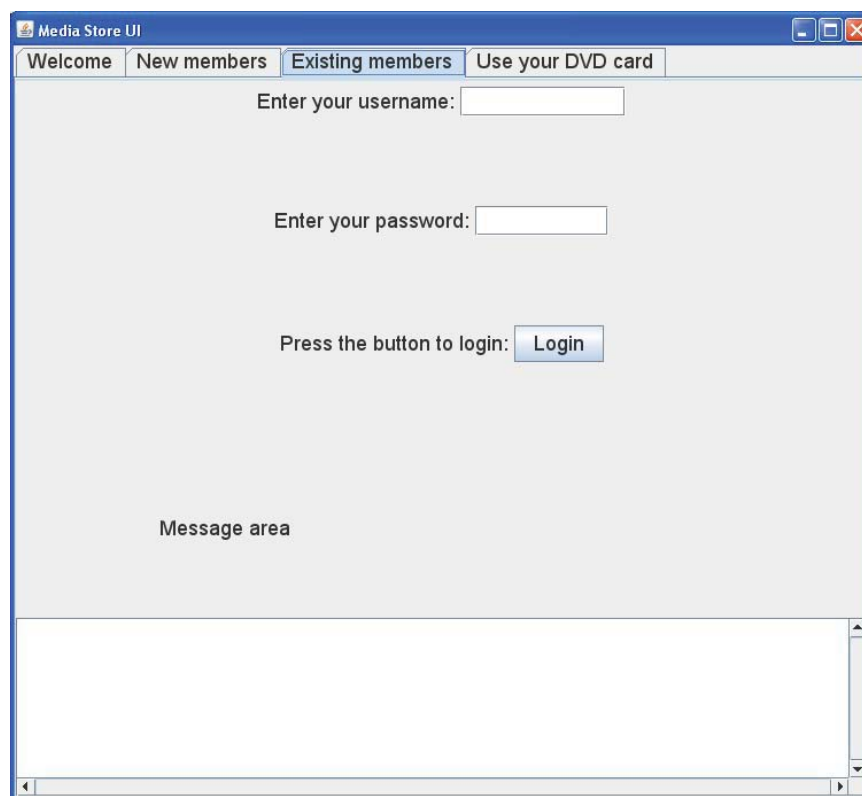 Media Store UI
Welcome New members Existing members Use your DVD card
Enter your username:
Enter your password:
Press the button to login: Login
Message area